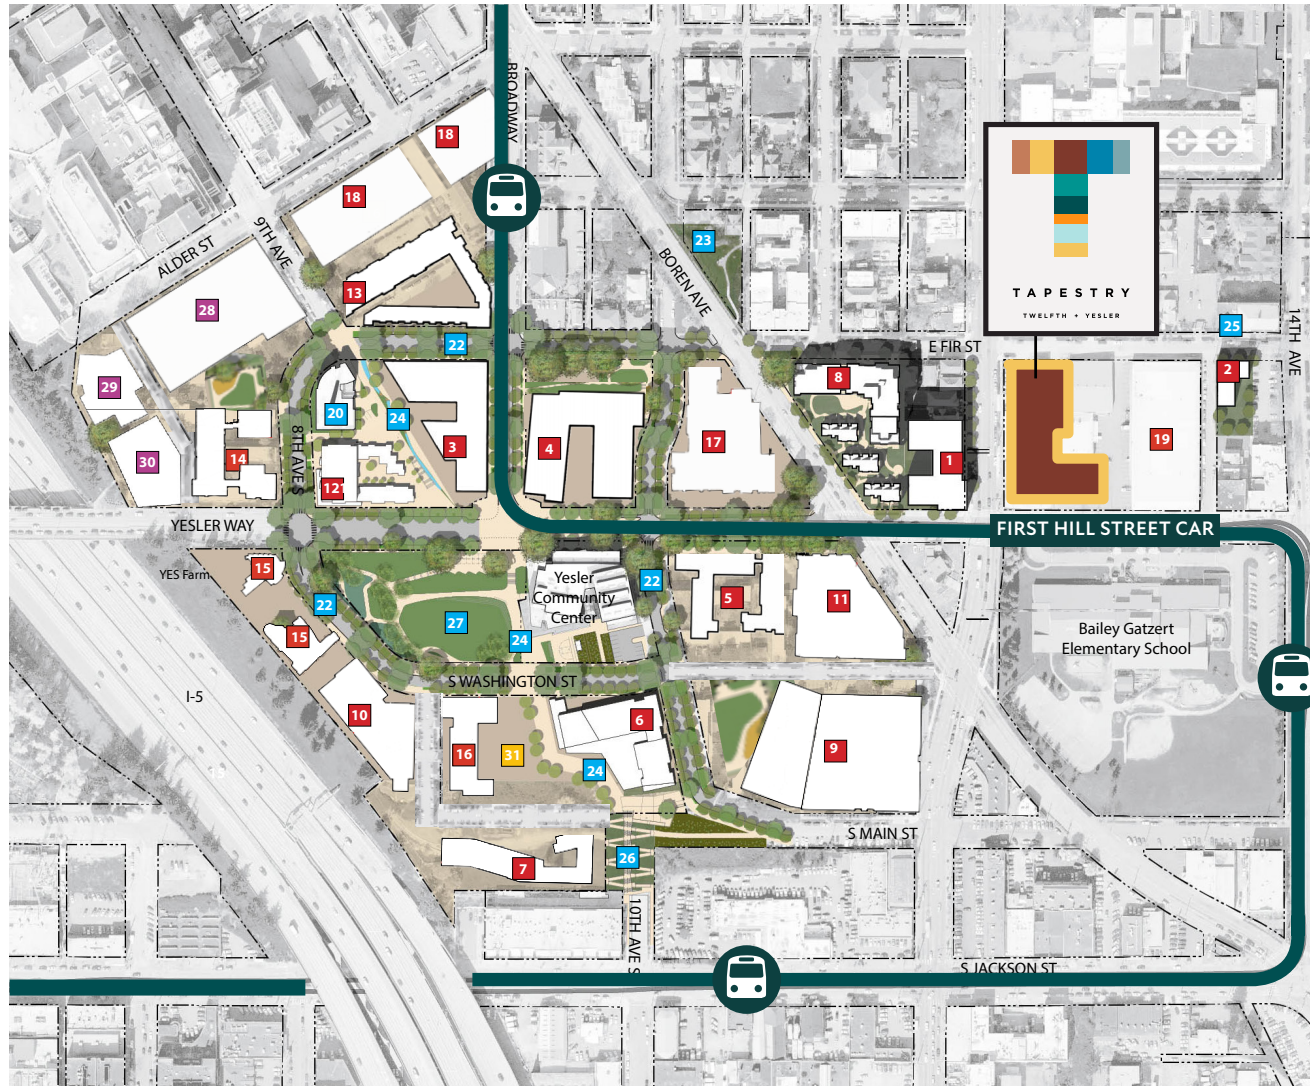 BROADWAY
18
18
9TH AVE
ALDER ST
13
28
BOREN AVE
23
TAPESTRY
TWELFTH + YESLER
25
14TH AVE
E FIR ST
22
29
20
24
3
4
8
2
17
19
1
14
8TH AVE S
121
30
YESLER WAY
FIRST HILL STREET CAR
YES Farm
15
22
27
24
Yesler
Community
Center
22
5
11
Bailey Gatzert
Elementary School
15
S WASHINGTON ST
I-5
10
16
31
6
24
9
13
S MAIN ST
7
26
10TH AVE S
S JACKSON ST